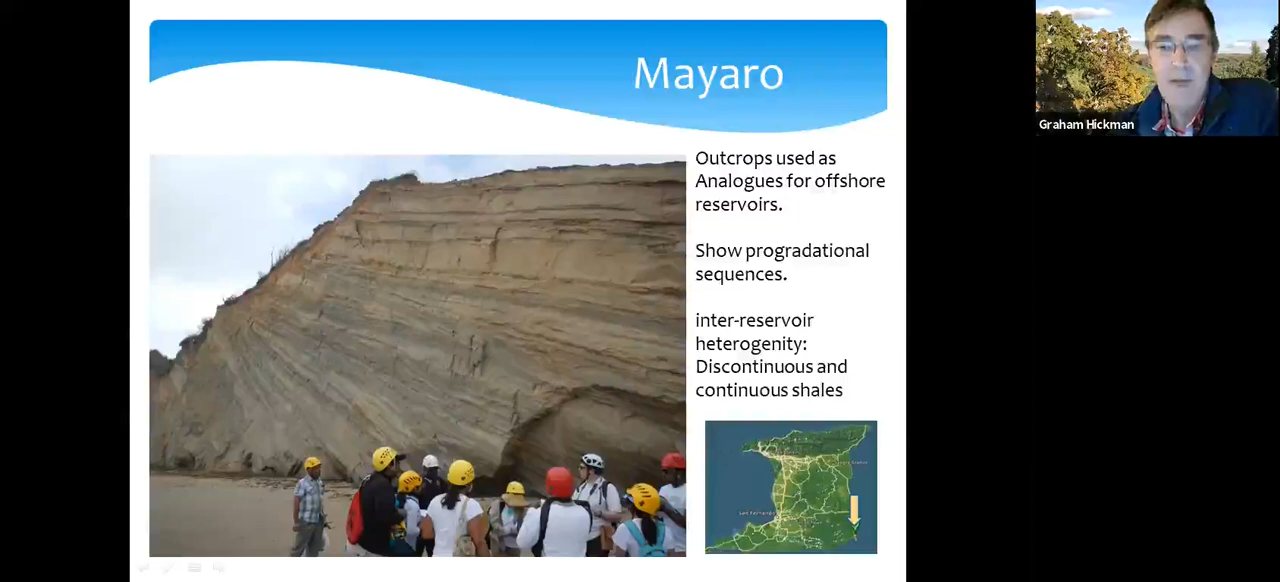 Mayaro
Graham Hickman
Outcrops used as
Analogues for offshore
reservoirs.
Show progradational
sequences.
inter-reservoir
heterogenity:
Discontinuous and
continuous shales